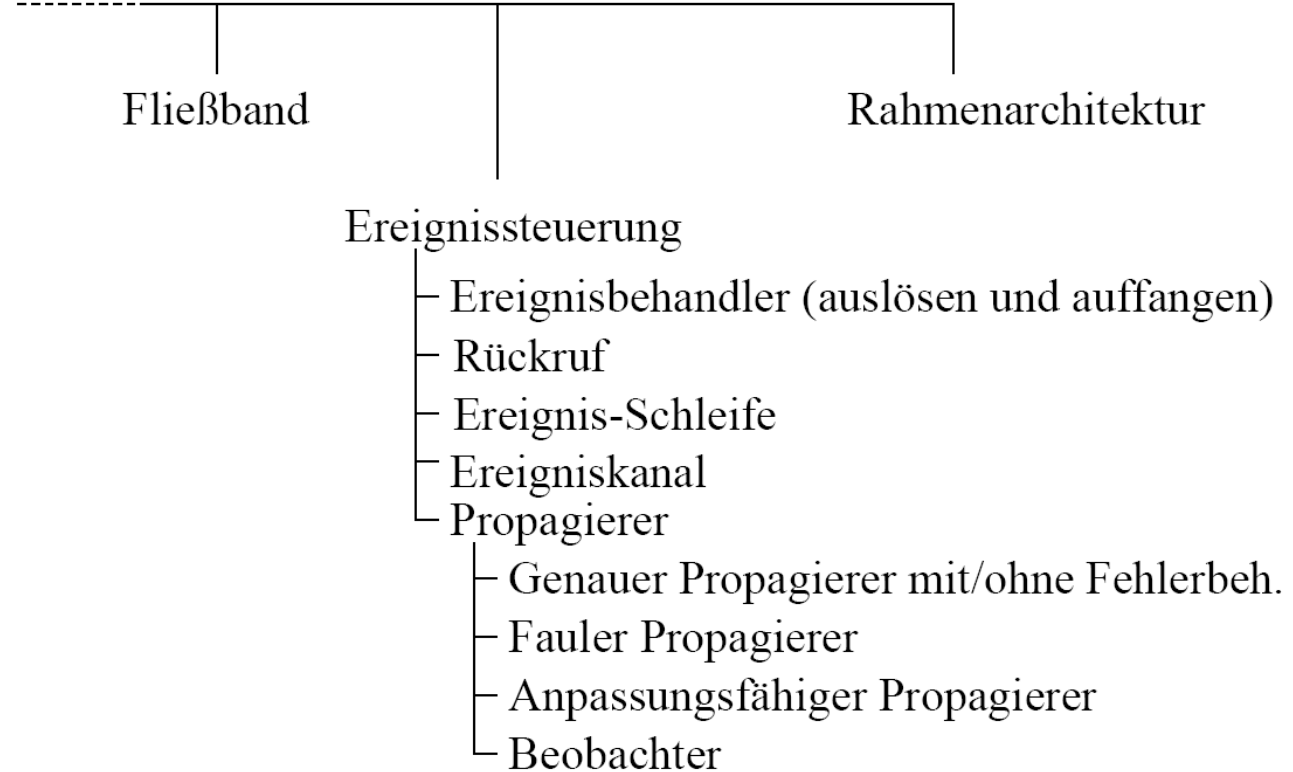 Fließband
Rahmenarchitektur
Ereignissteuerung
Ereignisbehandler (auslösen und auffangen)
Rückruf
Ereignis-Schleife
Ereigniskanal
Propagierer
Genauer Propagierer mit/ohne Fehlerbeh.
Fauler Propagierer
Anpassungsfähiger Propagierer
Beobachter